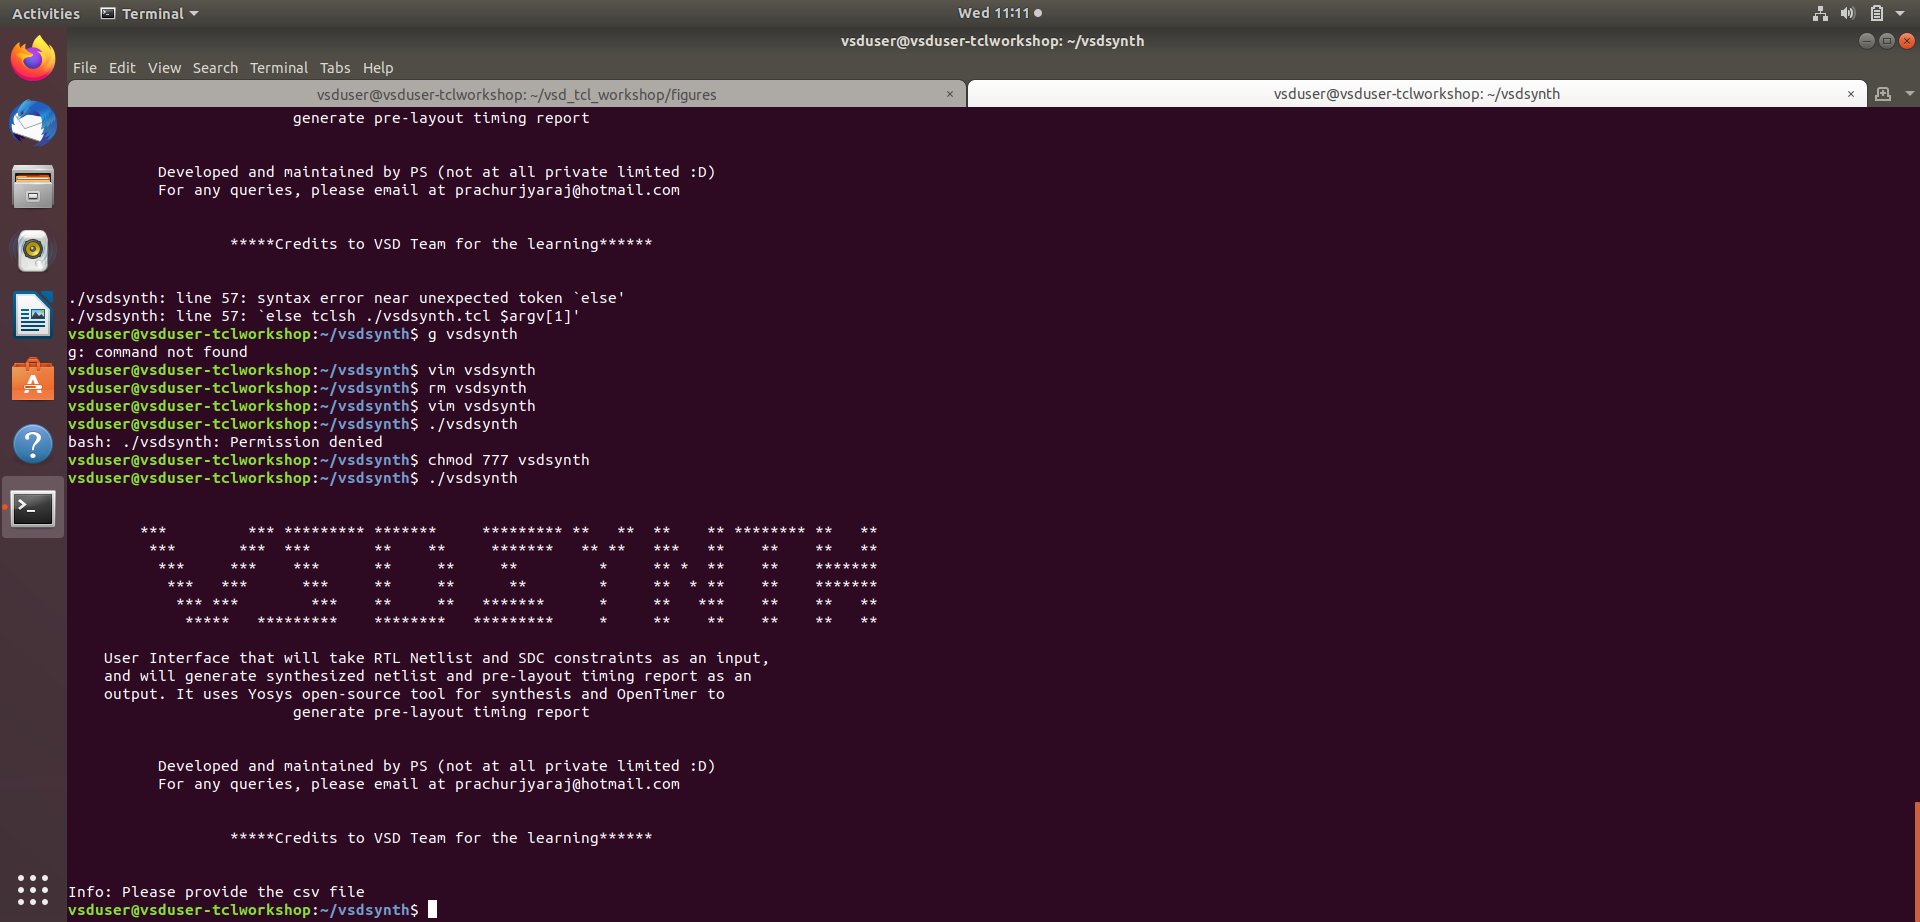 Activities Terminal Wed 11:11
vsduser@vsduser-tclworkshop: ~/vsdsynth
File Edit View Search Terminal Tabs Help
vsduser@vsduser-tclworkshop: ~/vsd_tcl_workshop/figures × vsduser@vsduser-tclworkshop: ~/vsdsynth ×
generate pre-layout timing report
Developed and maintained by PS (not at all private limited :D)
For any queries, please email at prachurjyaraj@hotmail.com
*****Credits to VSD Team for the learning******
./vsdsynth: line 57: syntax error near unexpected token `else'
./vsdsynth: line 57: `else tclsh ./vsdsynth.tcl $argv[1]'
vsduser@vsduser-tclworkshop:~/vsdsynth$ g vsdsynth
g: command not found
vsduser@vsduser-tclworkshop:~/vsdsynth$ vim vsdsynth
vsduser@vsduser-tclworkshop:~/vsdsynth$ rm vsdsynth
vsduser@vsduser-tclworkshop:~/vsdsynth$ vim vsdsynth
vsduser@vsduser-tclworkshop:~/vsdsynth$ ./vsdsynth
bash: ./vsdsynth: Permission denied
vsduser@vsduser-tclworkshop:~/vsdsynth$ chmod 777 vsdsynth
vsduser@vsduser-tclworkshop:~/vsdsynth$ ./vsdsynth
*** *** ********* ******* ********* ** ** ** ** ******** ** **
*** *** *** ** ** ******* ** ** *** ** ** ** **
*** *** *** ** ** ** * ** * ** ** *******
*** *** *** ** ** ** * ** * ** ** *******
*** *** *** ** ** ******* * ** *** ** ** **
***** ********* ******** ********* * ** ** ** ** **
User Interface that will take RTL Netlist and SDC constraints as an input,
and will generate synthesized netlist and pre-layout timing report as an
output. It uses Yosys open-source tool for synthesis and OpenTimer to
generate pre-layout timing report
Developed and maintained by PS (not at all private limited :D)
For any queries, please email at prachurjyaraj@hotmail.com
*****Credits to VSD Team for the learning******
Info: Please provide the csv file
vsduser@vsduser-tclworkshop:~/vsdsynth$